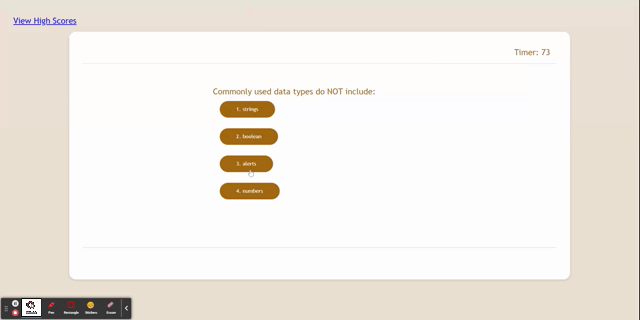 View High Scores
Timer: 73
Commonly used data types do NOT include:
1. strings
2. boolean
3. alerts
4. numbers
Pen
Rectangle
Stickers
Eraser